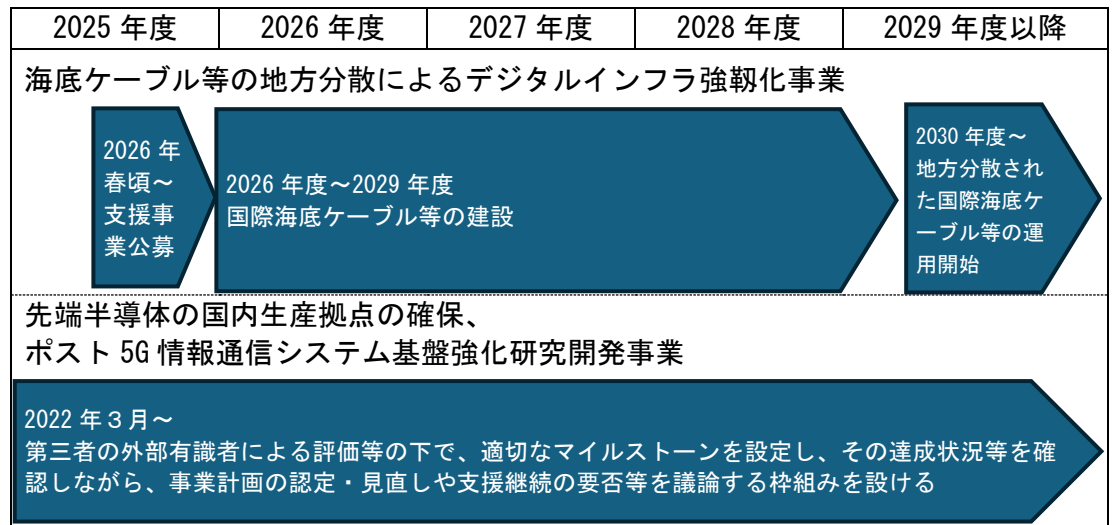 2025 年度 2026 年度 2027 年度 2028 年度 2029 年度以降
海底ケーブル等の地方分散によるデジタルインフラ強靱化事業
2026 年
春頃～
支援事
業公募
2026 年度～2029 年度
国際海底ケーブル等の建設
2030 年度～
地方分散され
た国際海底ケ
ーブル等の運
用開始
先端半導体の国内生産拠点の確保、
ポスト 5G 情報通信システム基盤強化研究開発事業
2022 年３月～
第三者の外部有識者による評価等の下で、適切なマイルストーンを設定し、その達成状況等を確
認しながら、事業計画の認定・見直しや支援継続の要否等を議論する枠組みを設ける